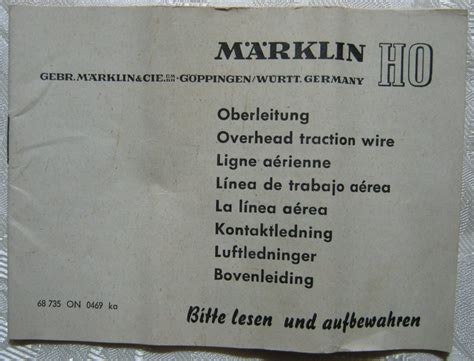 MÄRKLIN HO
GEBR. MÄRKLIN & CIE. GMBH · GÖPPINGEN/WÜRTT. GERMANY
Oberleitung
Overhead traction wire
Ligne aérienne
Línea de trabajo aérea
La línea aérea
Kontaktledning
Luftledninger
Bovenleiding
68 735 ON 0469 ka
Bitte lesen und aufbewahren